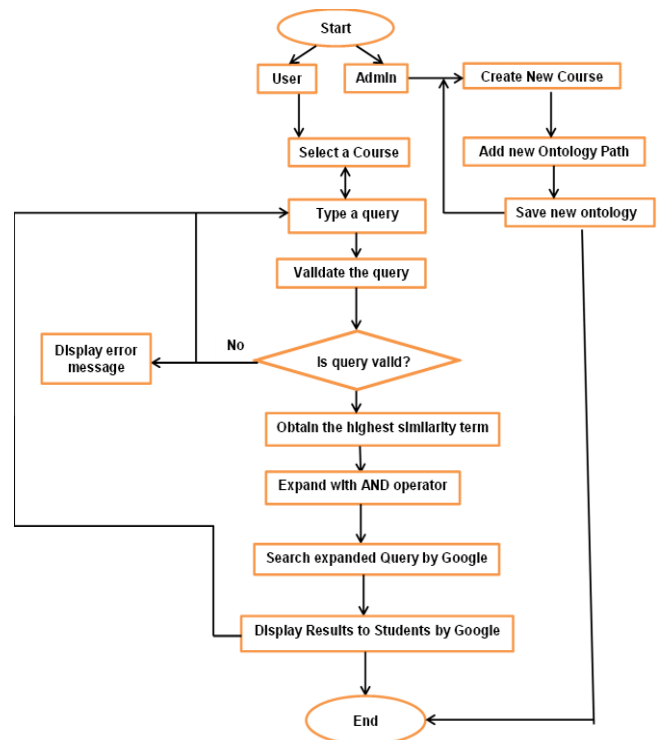 Start
User
Admin
Create New Course
Select a Course
Add new Ontology Path
Type a query
Save new ontology
Validate the query
Display error
message
No
Is query valid?
Obtain the highest similarity term
Expand with AND operator
Search expanded Query by Google
Display Results to Students by Google
End